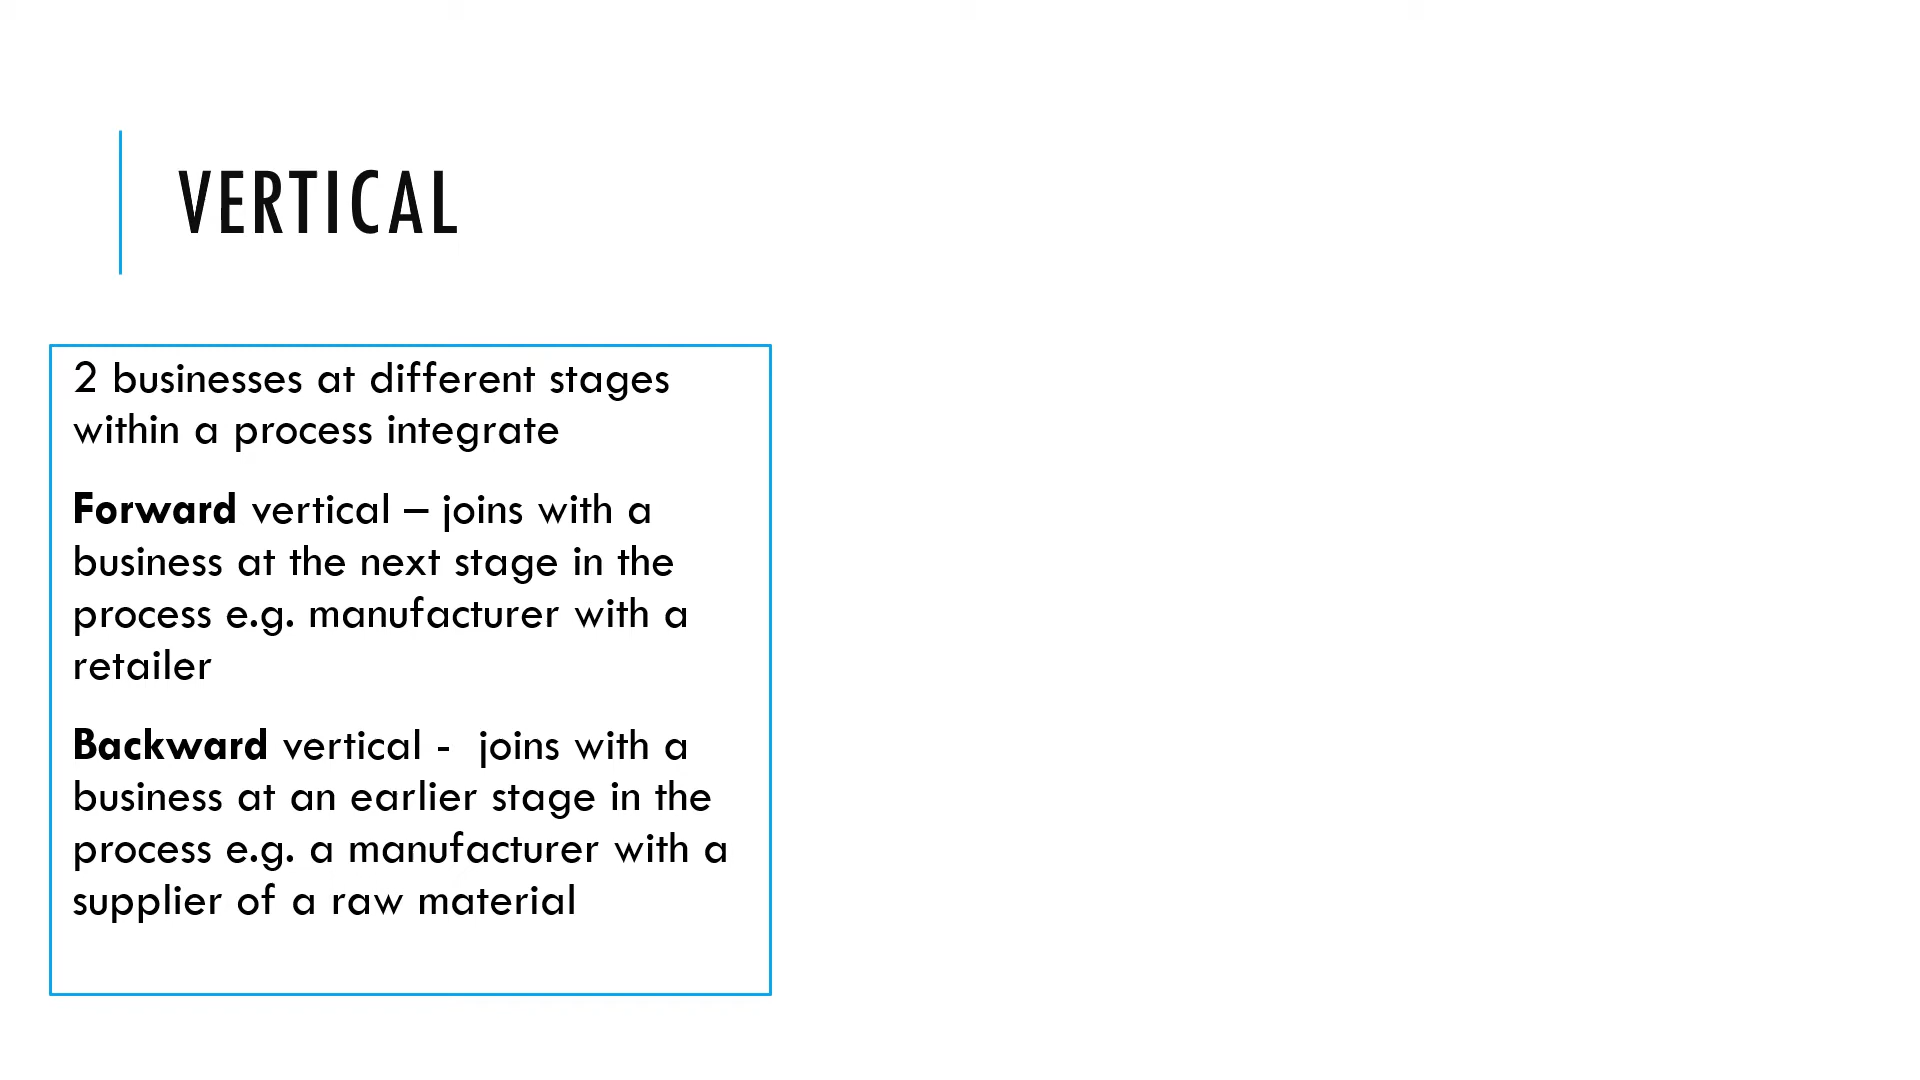 VERTICAL
2 businesses at different stages
within a process integrate
Forward vertical – joins with a
business at the next stage in the
process e.g. manufacturer with a
retailer
Backward vertical -  joins with a
business at an earlier stage in the
process e.g. a manufacturer with a
supplier of a raw material